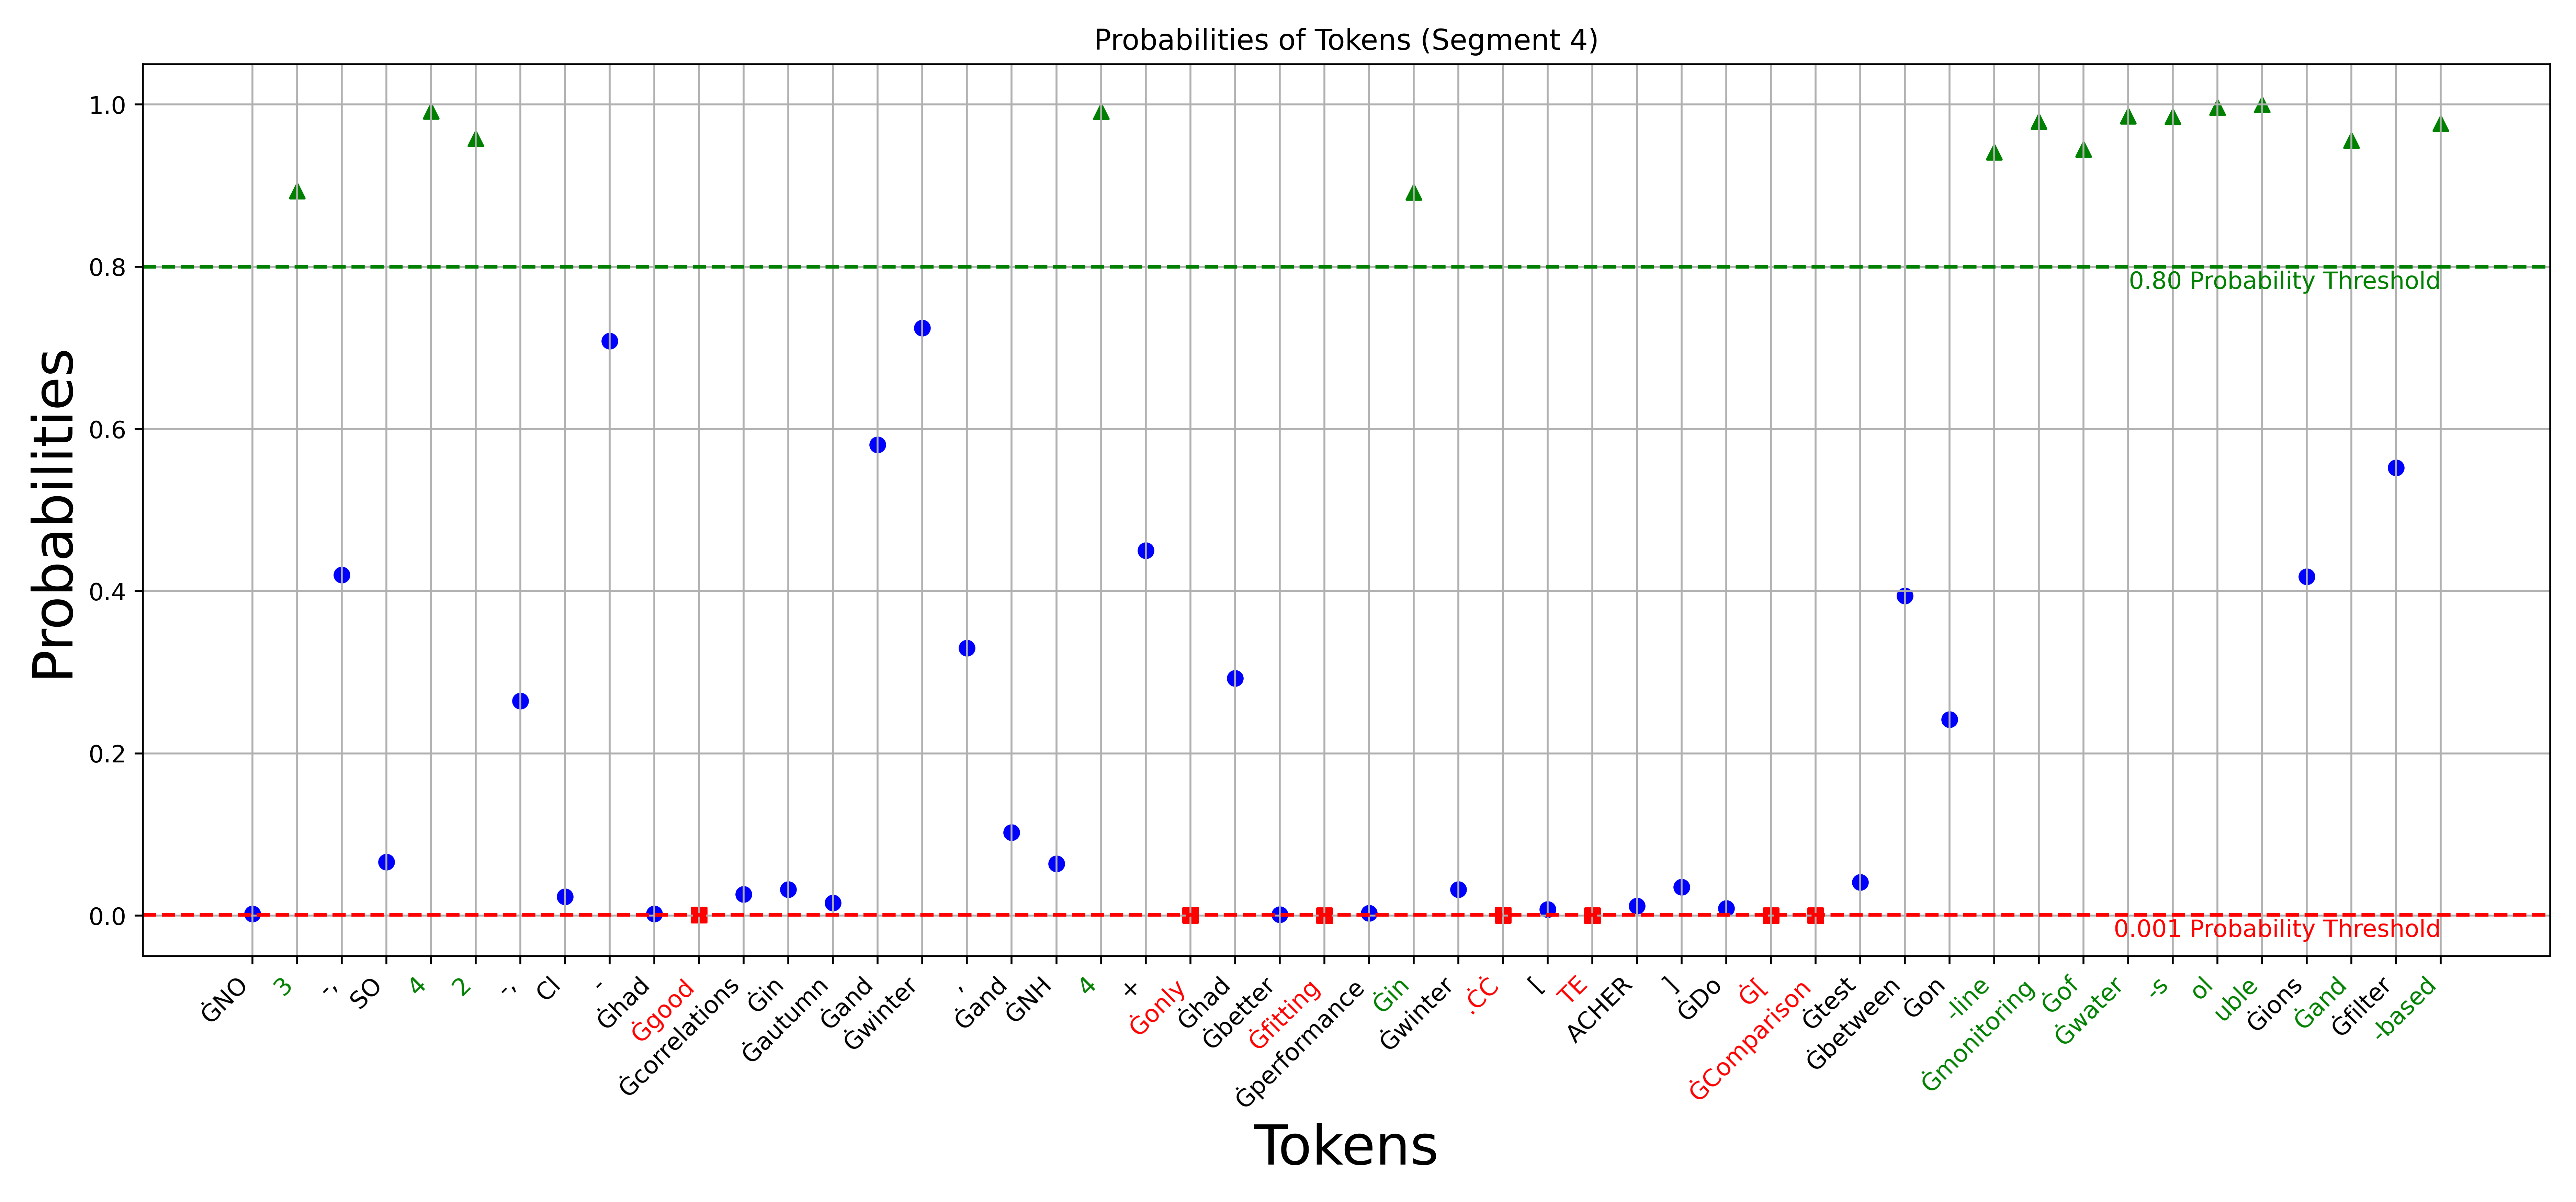 Probabilities of Tokens (Segment 4)
Probabilities
1.0
0.8
0.6
0.4
0.2
0.0
0.80 Probability Threshold
0.001 Probability Threshold
ĠNO
3
-,
SO
4
2
-,
Cl
-
Ġhad
Ġgood
Ġcorrelations
Ġin
Ġautumn
Ġand
Ġwinter
,
Ġand
ĠNH
4
+
Ġonly
Ġhad
Ġbetter
Ġfitting
Ġperformance
Ġin
Ġwinter
.ĊĊ
[
TE
ACHER
]
ĠDo
Ġ[
ĠComparison
Ġtest
Ġbetween
Ġon
-line
Ġmonitoring
Ġof
Ġwater
-s
ol
uble
Ġions
Ġand
Ġfilter
-based
Tokens